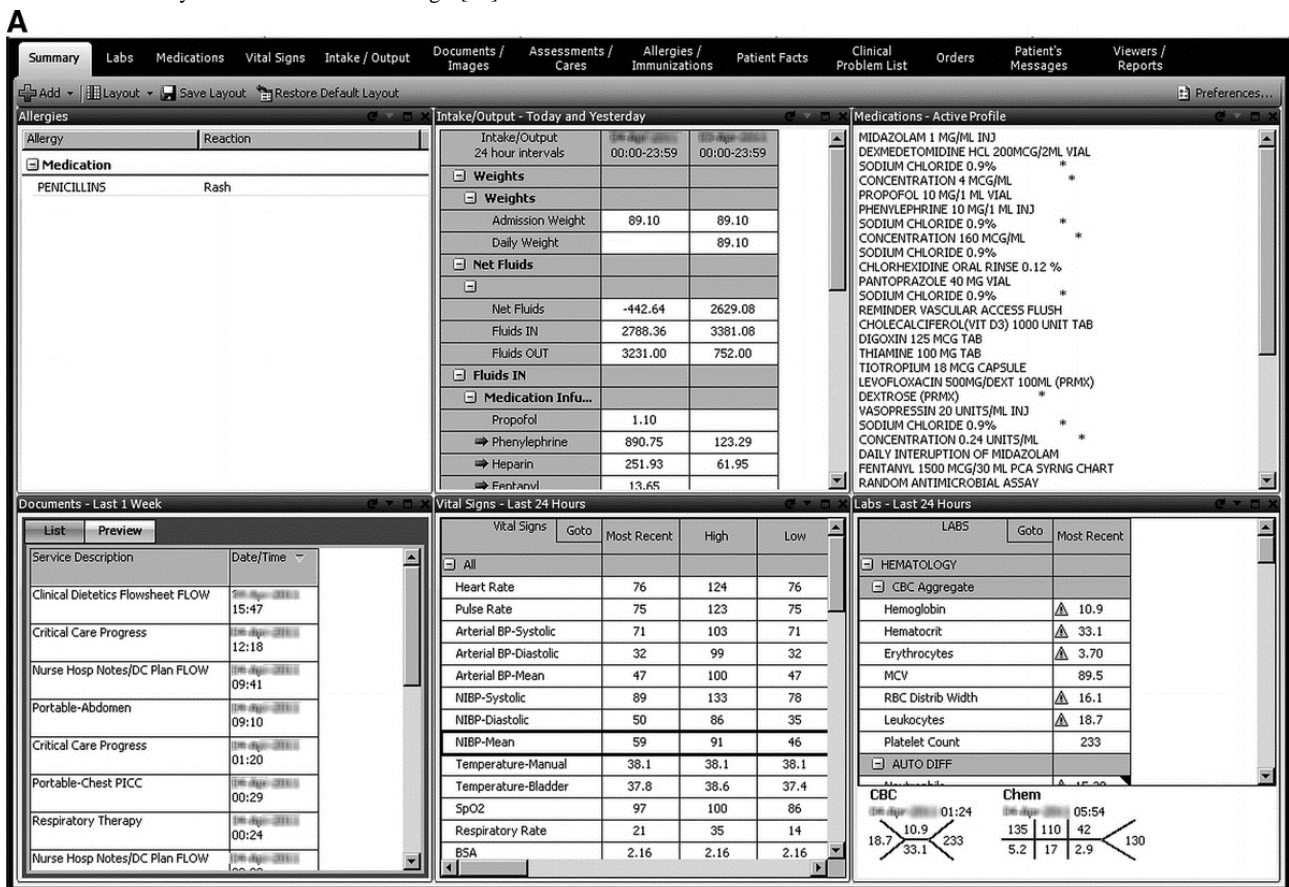 A
Summary Labs Medications Vital Signs Intake / Output Documents / Images Assessments / Cares Allergies / Immunizations Patient Facts Clinical Problem List Orders Patient's Messages Viewers / Reports
Add Layout Save Layout Restore Default Layout Preferences...
Allergies
Allergy Reaction
Medication
PENICILLINS Rash
Intake/Output - Today and Yesterday
Intake/Output
24 hour intervals 00:00-23:59 00:00-23:59
Weights
Weights
Admission Weight 89.10 89.10
Daily Weight 89.10
Net Fluids
Net Fluids -442.64 2629.08
Fluids IN 2788.36 3381.08
Fluids OUT 3231.00 752.00
Fluids IN
Medication Infu...
Propofol 1.10
Phenylephrine 890.75 123.29
Heparin 251.93 61.95
Fentanyl 13.65
Medications - Active Profile
MIDAZOLAM 1 MG/ML INJ
DEXMEDETOMIDINE HCL 200MCG/2ML VIAL
SODIUM CHLORIDE 0.9% *
CONCENTRATION 4 MCG/ML *
PROPOFOL 10 MG/1 ML VIAL
PHENYLEPHRINE 10 MG/1 ML INJ
SODIUM CHLORIDE 0.9% *
CONCENTRATION 160 MCG/ML *
SODIUM CHLORIDE 0.9%
CHLORHEXIDINE ORAL RINSE 0.12 %
PANTOPRAZOLE 40 MG VIAL
SODIUM CHLORIDE 0.9% *
REMINDER VASCULAR ACCESS FLUSH
CHOLECALCIFEROL(VIT D3) 1000 UNIT TAB
DIGOXIN 125 MCG TAB
THIAMINE 100 MG TAB
TIOTROPIUM 18 MCG CAPSULE
LEVOFLOXACIN 500MG/DEXT 100ML (PRMX)
DEXTROSE (PRMX) *
VASOPRESSIN 20 UNITS/ML INJ
SODIUM CHLORIDE 0.9% *
CONCENTRATION 0.24 UNITS/ML *
DAILY INTERUPTION OF MIDAZOLAM
FENTANYL 1500 MCG/30 ML PCA SYRNG CHART
RANDOM ANTIMICROBIAL ASSAY
Documents - Last 1 Week
List Preview
Service Description Date/Time
Clinical Dietetics Flowsheet FLOW
15:47
Critical Care Progress
12:18
Nurse Hosp Notes/DC Plan FLOW
09:41
Portable-Abdomen
09:10
Critical Care Progress
01:20
Portable-Chest PICC
00:29
Respiratory Therapy
00:24
Nurse Hosp Notes/DC Plan FLOW
Vital Signs - Last 24 Hours
Vital Signs Goto Most Recent High Low
All
Heart Rate 76 124 76
Pulse Rate 75 123 75
Arterial BP-Systolic 71 103 71
Arterial BP-Diastolic 32 99 32
Arterial BP-Mean 47 100 47
NIBP-Systolic 89 133 78
NIBP-Diastolic 50 86 35
NIBP-Mean 59 91 46
Temperature-Manual 38.1 38.1 38.1
Temperature-Bladder 37.8 38.6 37.4
SpO2 97 100 86
Respiratory Rate 21 35 14
BSA 2.16 2.16 2.16
Labs - Last 24 Hours
LABS Goto Most Recent
HEMATOLOGY
CBC Aggregate
Hemoglobin 10.9
Hematocrit 33.1
Erythrocytes 3.70
MCV 89.5
RBC Distrib Width 16.1
Leukocytes 18.7
Platelet Count 233
AUTO DIFF
CBC Chem
01:24 05:54
18.7 10.9 33.1 233
135 110 42 130
5.2 17 2.9